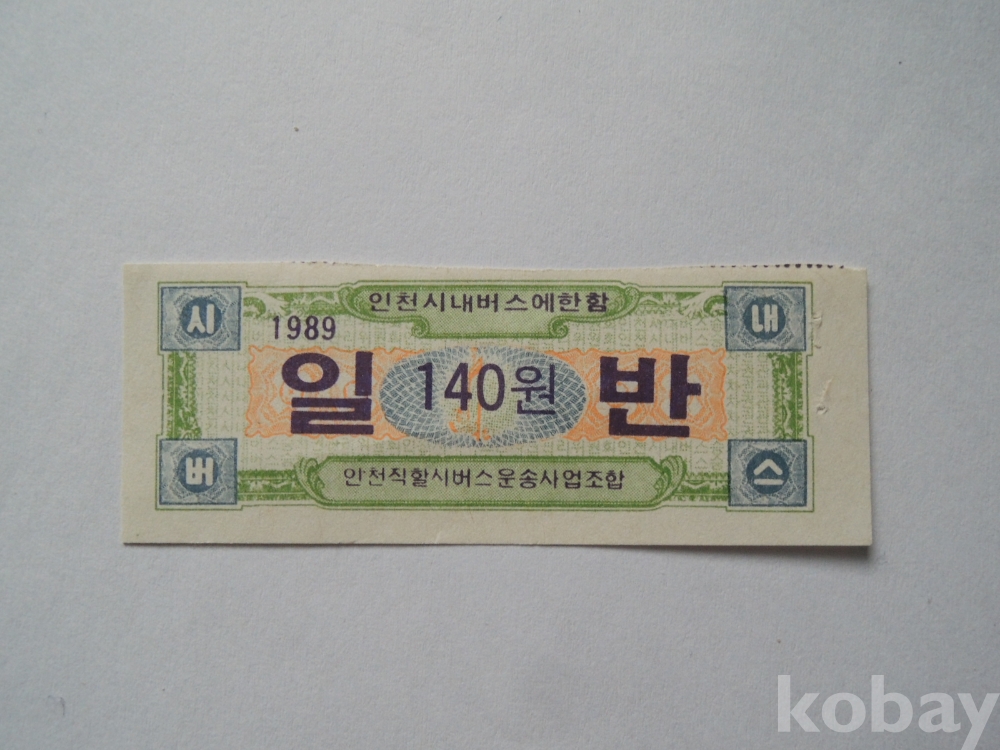 인천시내버스에한함
시 내
1989
일 140원 반
버 스
인천직할시버스운송사업조합
kobay